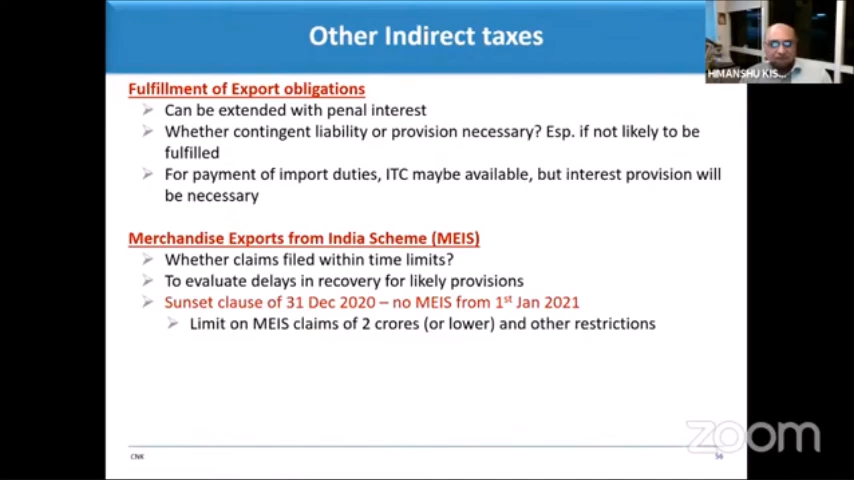 Other Indirect taxes
HIMANSHU KIS...
Fulfillment of Export obligations
Can be extended with penal interest
Whether contingent liability or provision necessary? Esp. if not likely to be
fulfilled
For payment of import duties, ITC maybe available, but interest provision will
be necessary
Merchandise Exports from India Scheme (MEIS)
Whether claims filed within time limits?
To evaluate delays in recovery for likely provisions
Sunset clause of 31 Dec 2020 – no MEIS from 1st Jan 2021
Limit on MEIS claims of 2 crores (or lower) and other restrictions
zoom
CNK
56